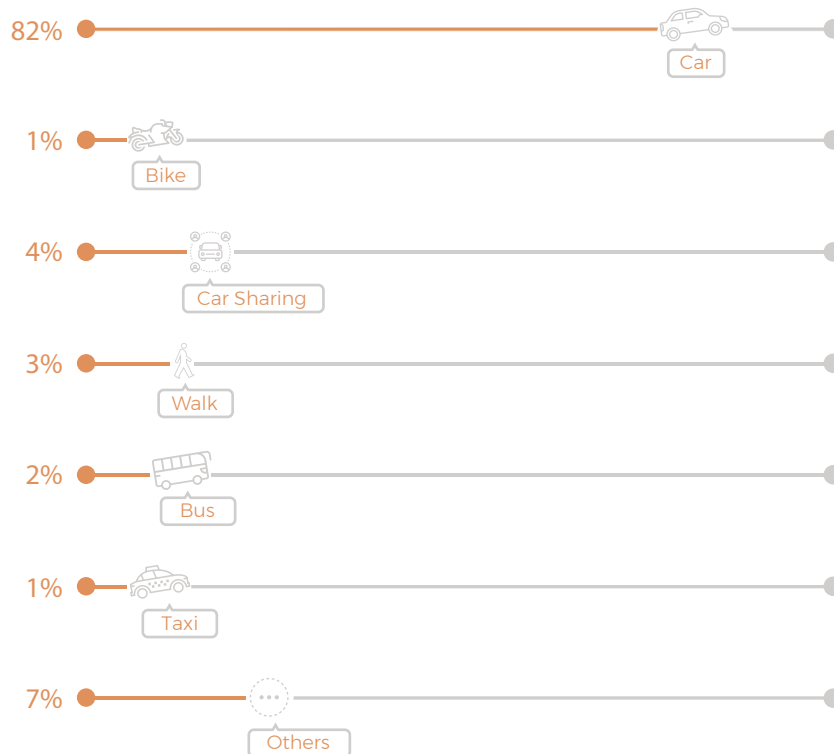 82%
Car
1%
Bike
4%
Car Sharing
3%
Walk
2%
Bus
1%
Taxi
7%
Others